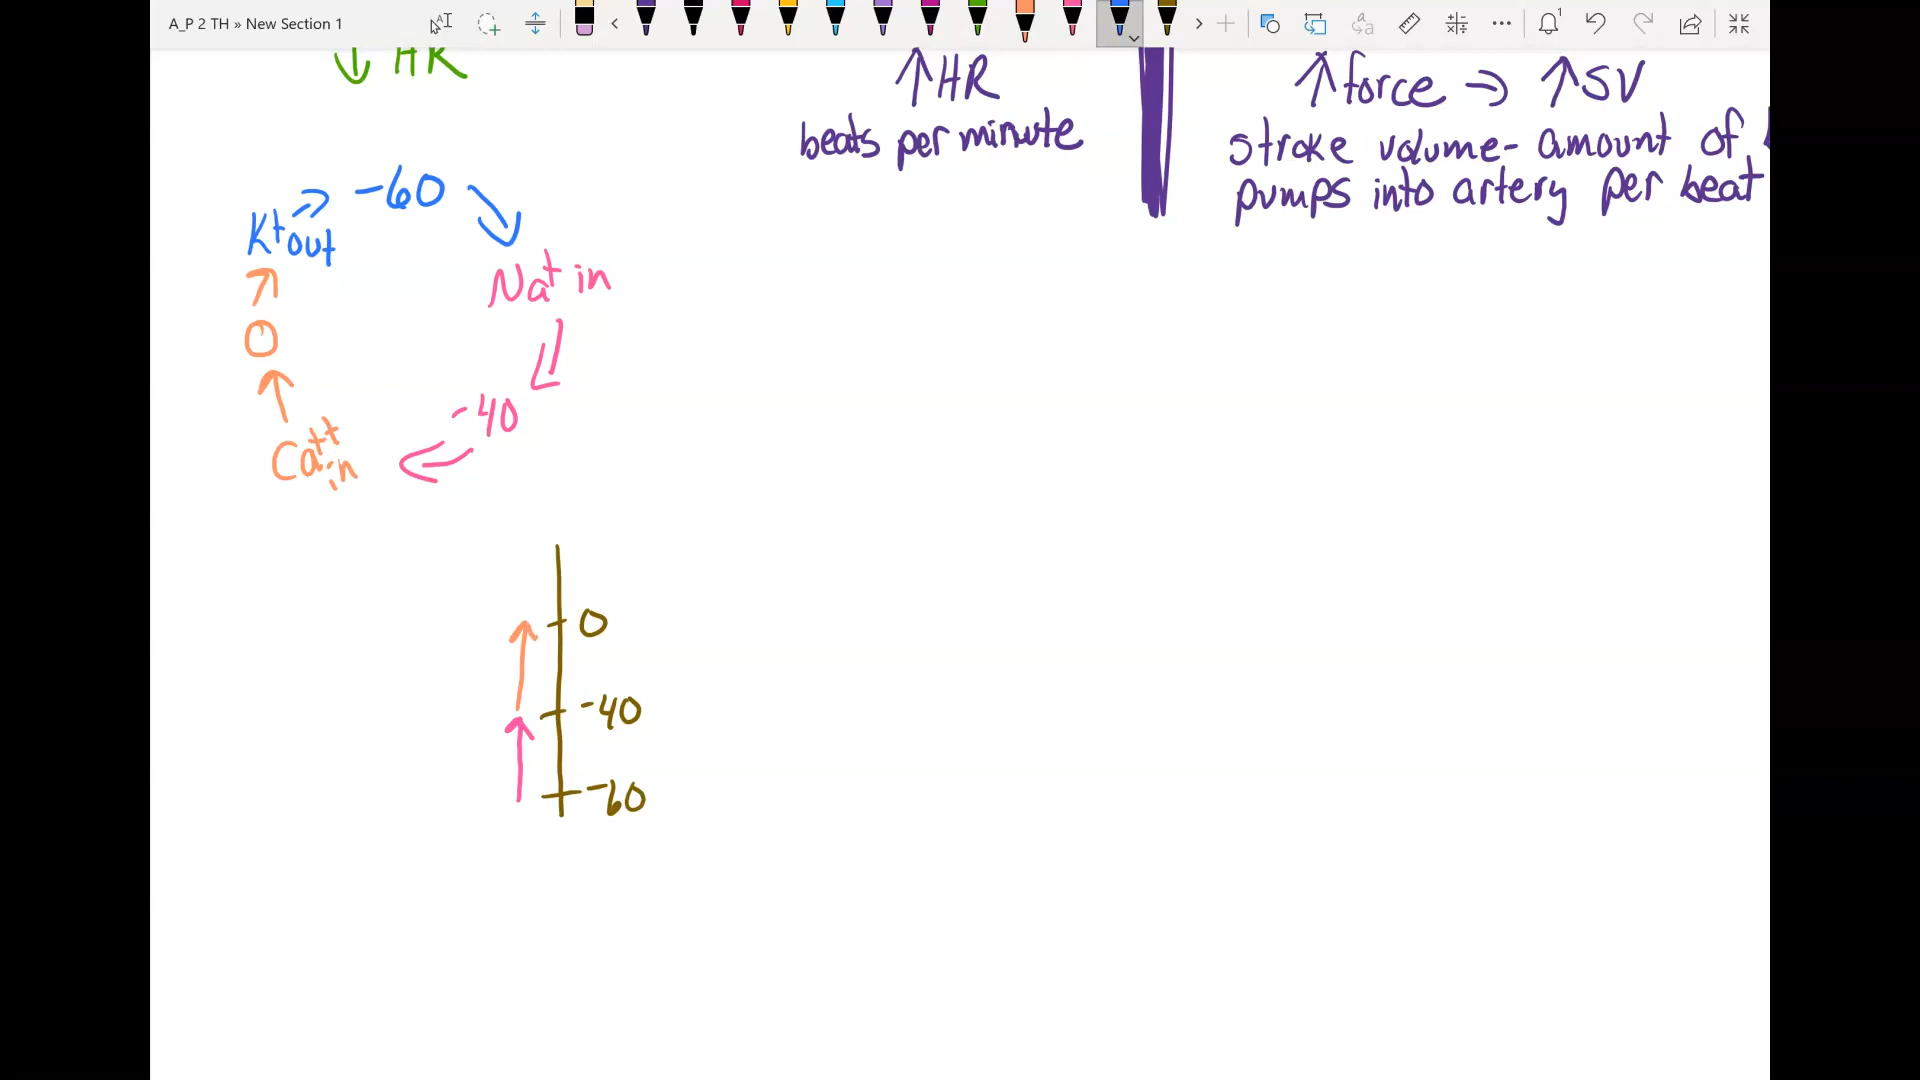 A_P 2 TH » New Section 1
↓ HR
↑HR
beats per minute
↑force → ↑SV
stroke volume- amount of
pumps into artery per beat
K+ out → -60
Na+ in
-40
Ca++ in
0
0
-40
-60